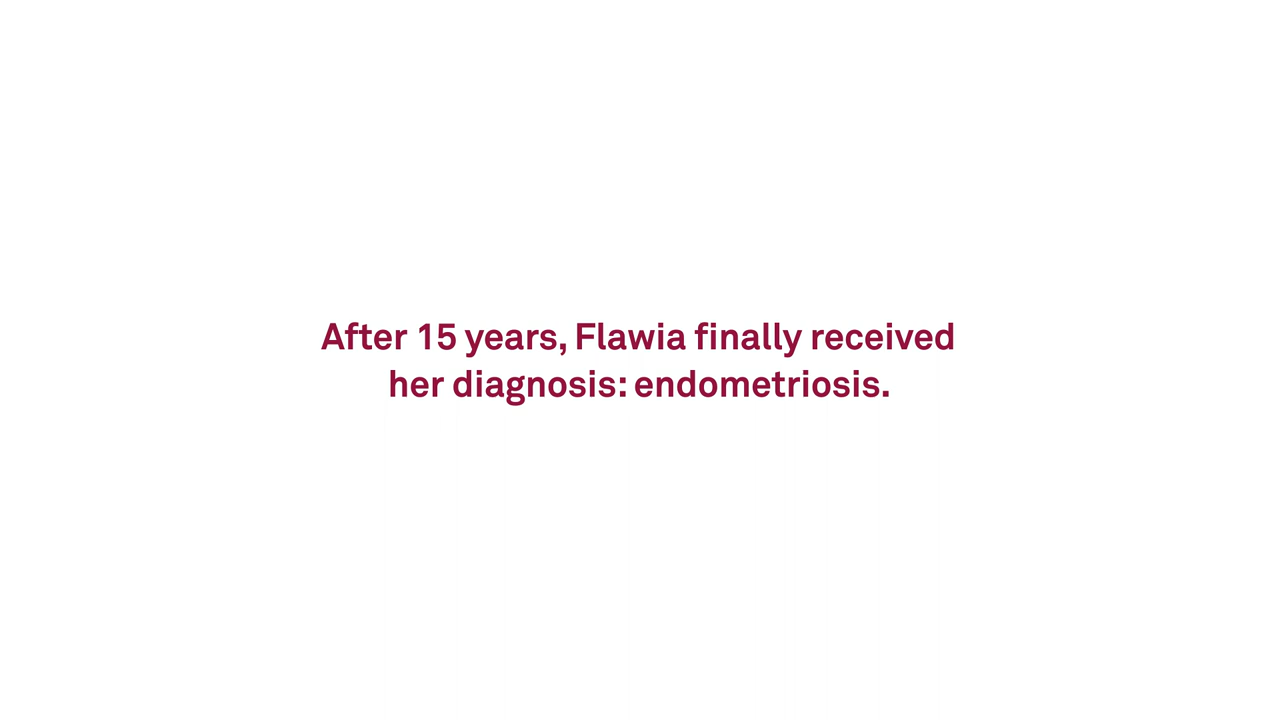 After 15 years, Flawia finally received
her diagnosis: endometriosis.